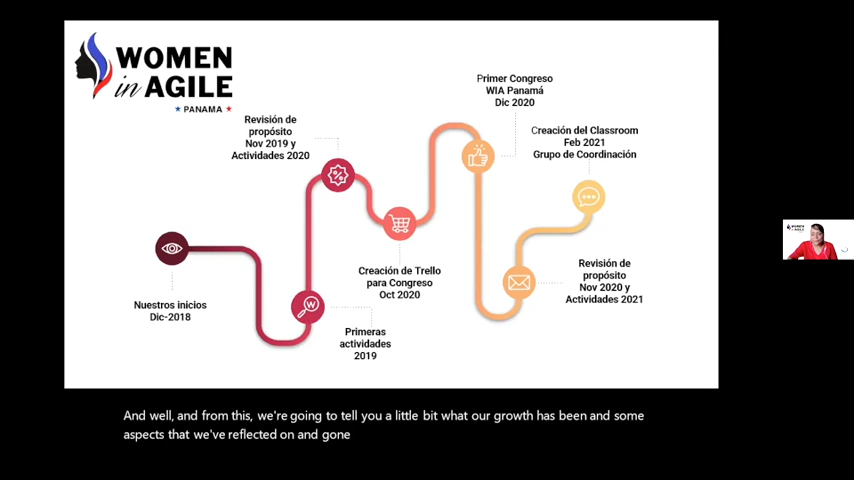 WOMEN
in AGILE
PANAMA
Primer Congreso
WIA Panamá
Dic 2020
Revisión de
propósito
Nov 2019 y
Actividades 2020
Creación del Classroom
Feb 2021
Grupo de Coordinación
Creación de Trello
para Congreso
Oct 2020
Revisión de
propósito
Nov 2020 y
Actividades 2021
Nuestros inicios
Dic-2018
W
Primeras
actividades
2019
WOMEN
in AGILE
And well, and from this, we're going to tell you a little bit what our growth has been and some
aspects that we've reflected on and gone